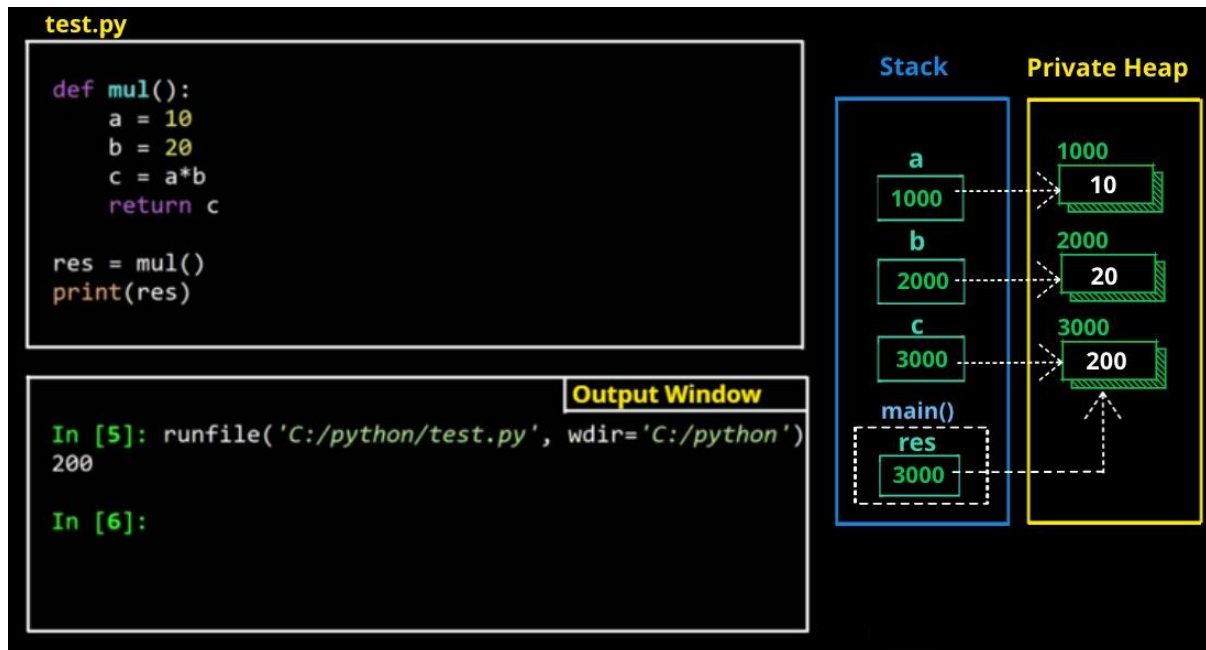 test.py
def mul():
    a = 10
    b = 20
    c = a*b
    return c
res = mul()
print(res)
Output Window
In [5]: runfile('C:/python/test.py', wdir='C:/python')
200
In [6]:
Stack
a
1000
b
2000
c
3000
main()
res
3000
Private Heap
1000
10
2000
20
3000
200